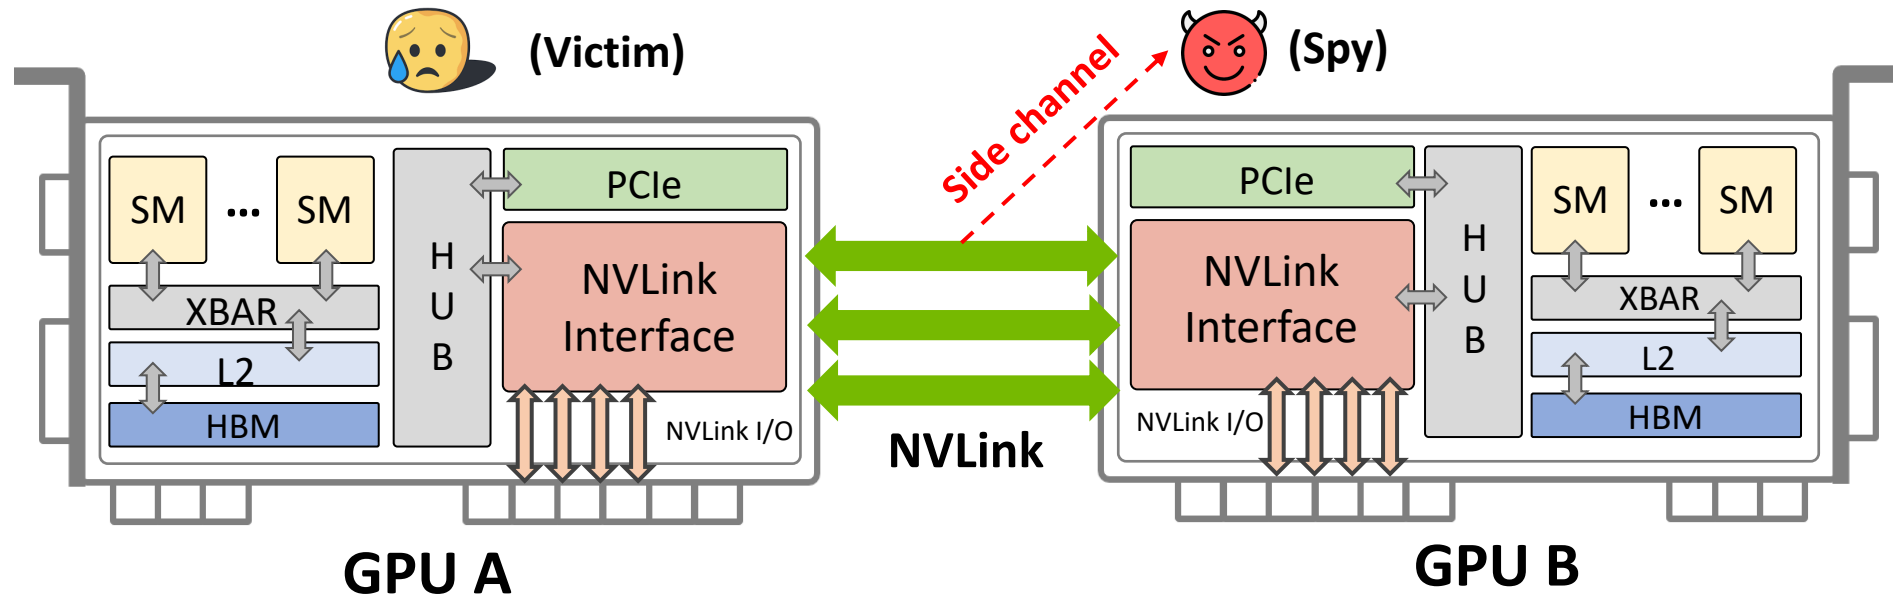 (Victim)
(Spy)
Side channel
SM
...
SM
XBAR
L2
HBM
H
U
B
PCIe
NVLink
Interface
NVLink I/O
NVLink
PCIe
NVLink
Interface
NVLink I/O
H
U
B
SM
...
SM
XBAR
L2
HBM
GPU A
GPU B